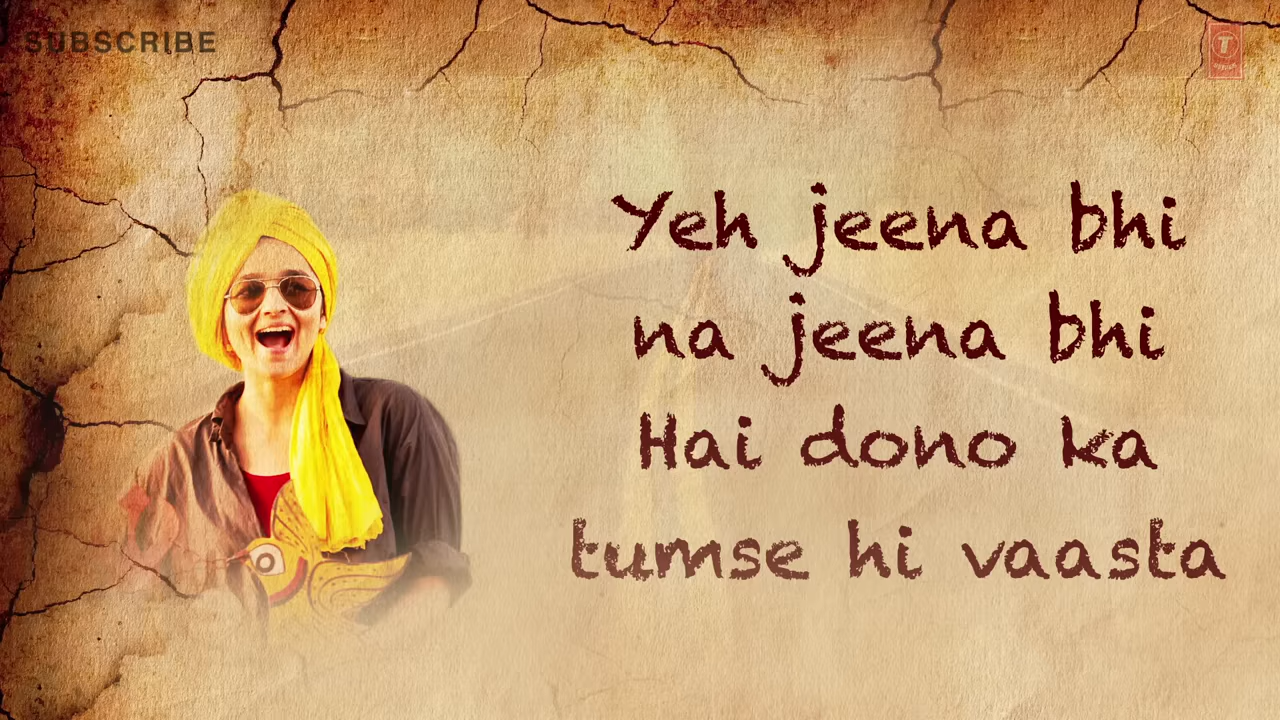 SUBSCRIBE
T
Yeh jeena bhi
na jeena bhi
Hai dono ka
tumse hi vaasta